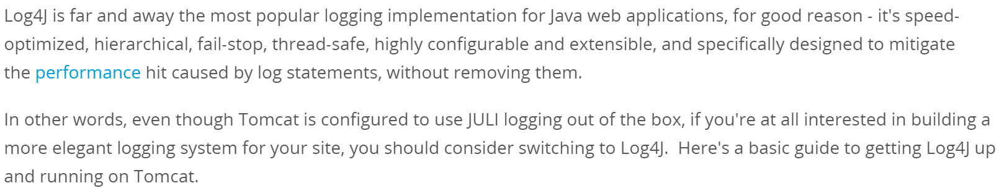 Log4J is far and away the most popular logging implementation for Java web applications, for good reason - it's speed-
optimized, hierarchical, fail-stop, thread-safe, highly configurable and extensible, and specifically designed to mitigate
the performance hit caused by log statements, without removing them.
In other words, even though Tomcat is configured to use JULI logging out of the box, if you're at all interested in building a
more elegant logging system for your site, you should consider switching to Log4J.  Here's a basic guide to getting Log4J up
and running on Tomcat.